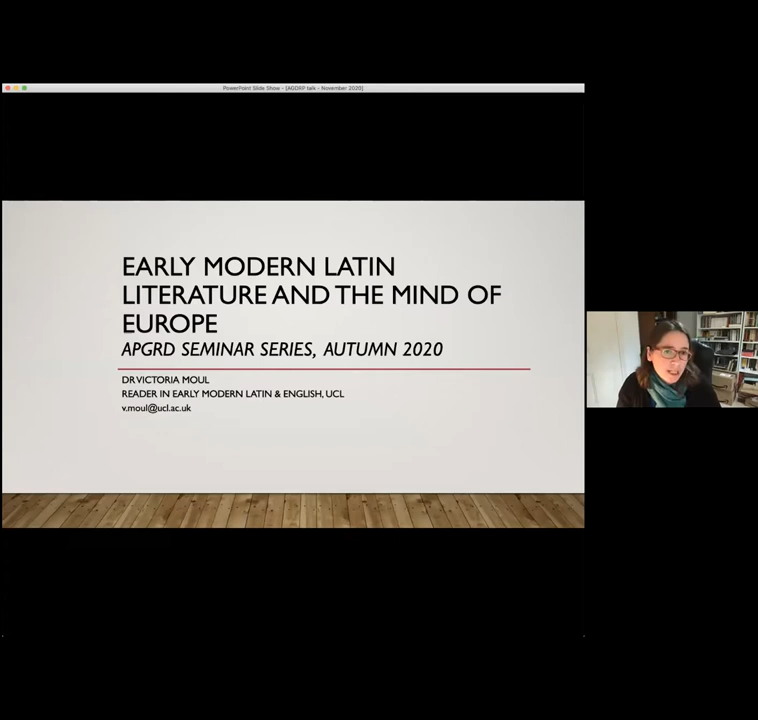 PowerPoint Slide Show - [AGDRP talk - November 2020]
EARLY MODERN LATIN
LITERATURE AND THE MIND OF
EUROPE
APGRD SEMINAR SERIES, AUTUMN 2020
DR VICTORIA MOUL
READER IN EARLY MODERN LATIN & ENGLISH, UCL
v.moul@ucl.ac.uk